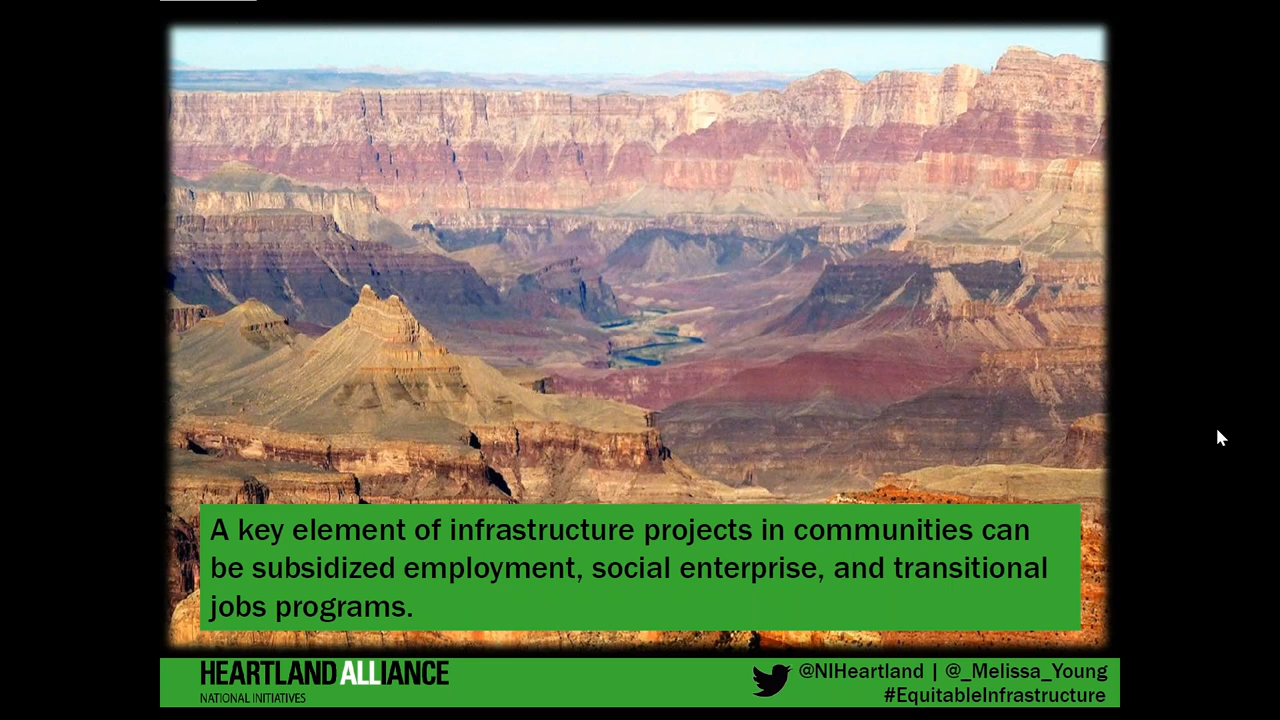 A key element of infrastructure projects in communities can
be subsidized employment, social enterprise, and transitional
jobs programs.
HEARTLAND ALLIANCE
NATIONAL INITIATIVES
@NIHeartland | @_Melissa_Young
#EquitableInfrastructure